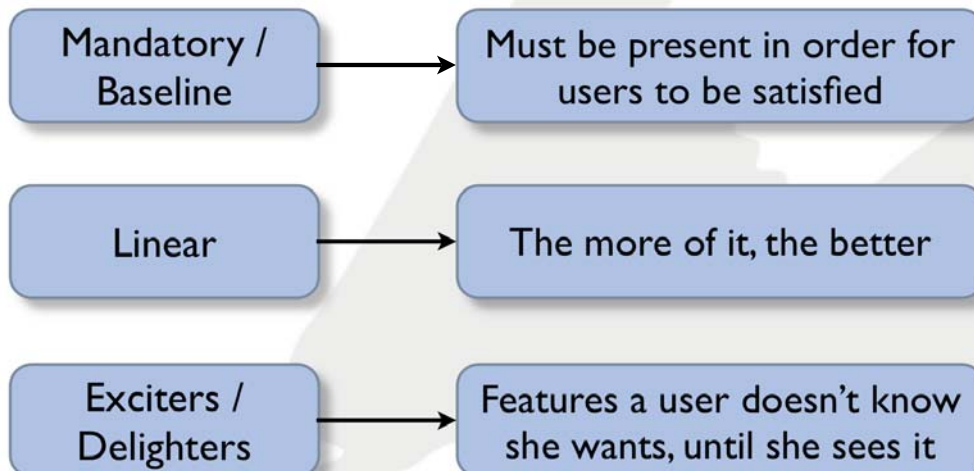 Mandatory /
Baseline
Must be present in order for
users to be satisfied
Linear
The more of it, the better
Exciters /
Delighters
Features a user doesn’t know
she wants, until she sees it